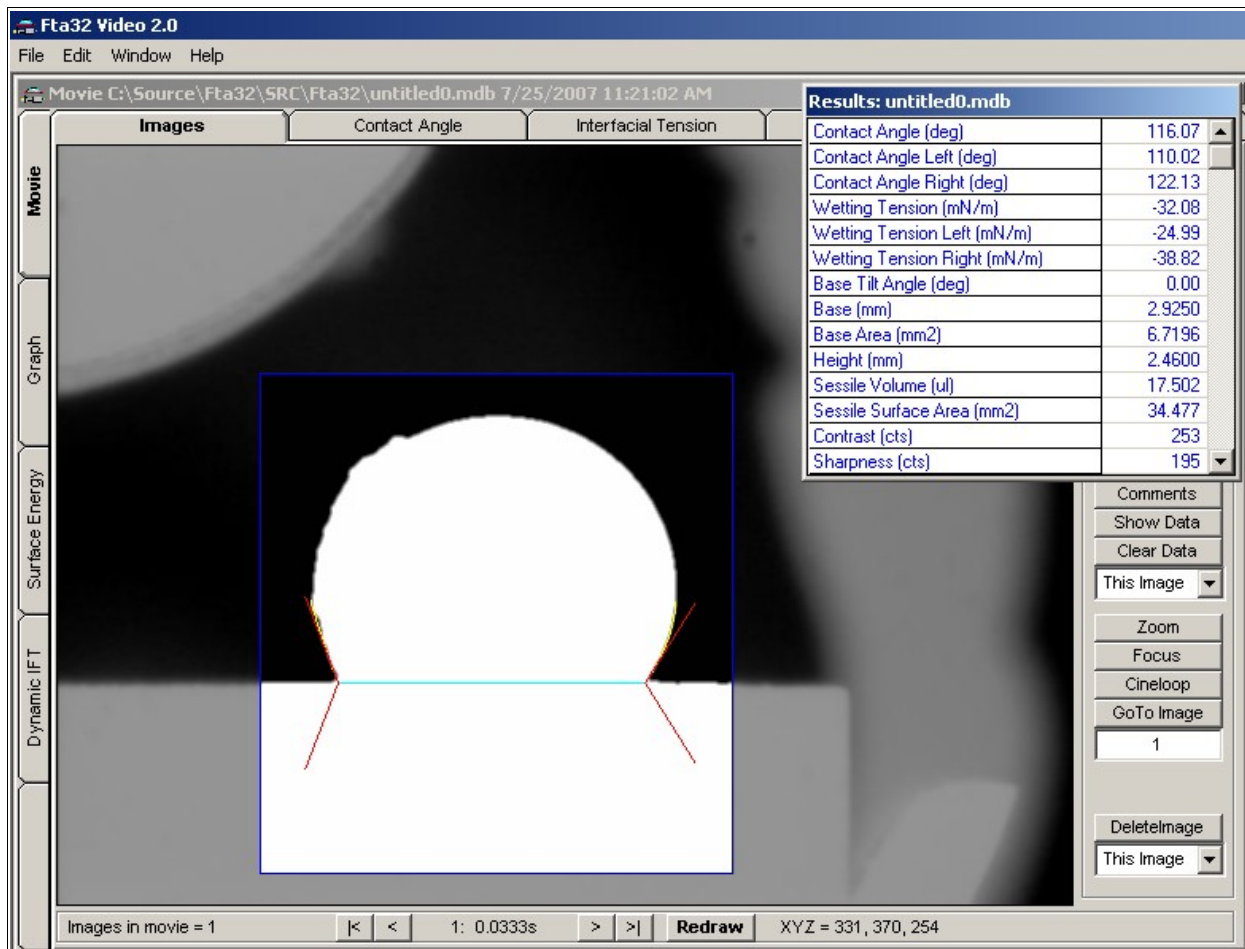 Fta32 Video 2.0
File Edit Window Help
Movie C:\Source\Fta32\SRC\Fta32\untitled0.mdb 7/25/2007 11:21:02 AM
Images Contact Angle Interfacial Tension
Results: untitled0.mdb
Contact Angle (deg) 116.07
Contact Angle Left (deg) 110.02
Contact Angle Right (deg) 122.13
Wetting Tension (mN/m) -32.08
Wetting Tension Left (mN/m) -24.99
Wetting Tension Right (mN/m) -38.82
Base Tilt Angle (deg) 0.00
Base (mm) 2.9250
Base Area (mm2) 6.7196
Height (mm) 2.4600
Sessile Volume (ul) 17.502
Sessile Surface Area (mm2) 34.477
Contrast (cts) 253
Sharpness (cts) 195
Movie
Graph
Surface Energy
Dynamic IFT
Comments
Show Data
Clear Data
This Image
Zoom
Focus
Cineloop
GoTo Image
1
DeleteImage
This Image
Images in movie = 1 |< < 1: 0.0333s > >| Redraw XYZ = 331, 370, 254